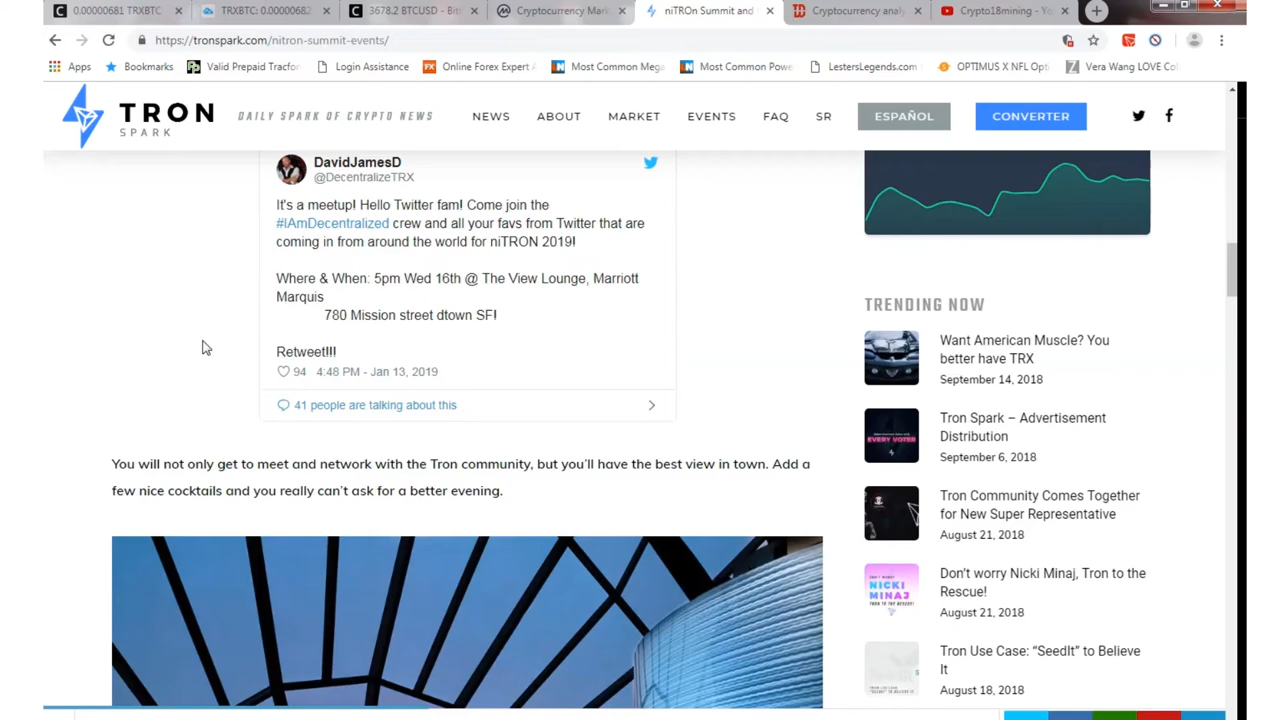 0.00000681 TRXBTC
TRXBTC: 0.00000682
3678.2 BTCUSD - Bit
Cryptocurrency Mark
niTROn Summit and
Cryptocurrency analy
Crypto18mining - Yo
https://tronspark.com/nitron-summit-events/
Apps
Bookmarks
Valid Prepaid Tracfon
Login Assistance
Online Forex Expert A
Most Common Mega
Most Common Powe
LestersLegends.com
OPTIMUS X NFL Opti
Vera Wang LOVE Col
TRON
SPARK
DAILY SPARK OF CRYPTO NEWS
NEWS
ABOUT
MARKET
EVENTS
FAQ
SR
ESPAÑOL
CONVERTER
DavidJamesD
@DecentralizeTRX
It's a meetup! Hello Twitter fam! Come join the
#IAmDecentralized crew and all your favs from Twitter that are
coming in from around the world for niTRON 2019!
Where & When: 5pm Wed 16th @ The View Lounge, Marriott
Marquis
780 Mission street dtown SF!
Retweet!!!
94 4:48 PM - Jan 13, 2019
41 people are talking about this
You will not only get to meet and network with the Tron community, but you'll have the best view in town. Add a
few nice cocktails and you really can't ask for a better evening.
TRENDING NOW
Want American Muscle? You
better have TRX
September 14, 2018
Tron Spark – Advertisement
Distribution
September 6, 2018
EVERY VOTER
Tron Community Comes Together
for New Super Representative
August 21, 2018
NICKI
MINAJ
Don't worry Nicki Minaj, Tron to the
Rescue!
August 21, 2018
Tron Use Case: “SeedIt” to Believe
It
August 18, 2018